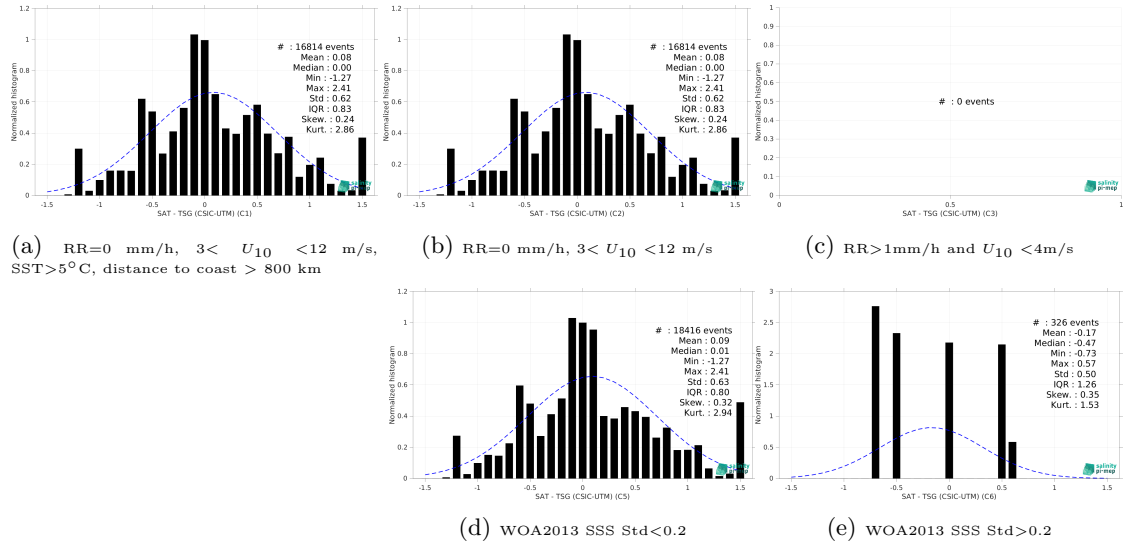 1.2
1
0.8
0.6
0.4
0.2
0
Normalized histogram
-1.5 -1 -0.5 0 0.5 1 1.5
SAT - TSG (CSIC-UTM) (C1)
# : 16814 events
Mean : 0.08
Median : 0.00
Min : -1.27
Max : 2.41
Std : 0.62
IQR : 0.83
Skew. : 0.24
Kurt. : 2.86
salinity
pi-mep
(a) RR=0 mm/h, 3< U10 <12 m/s,
SST>5°C, distance to coast > 800 km
1.2
1
0.8
0.6
0.4
0.2
0
Normalized histogram
-1.5 -1 -0.5 0 0.5 1 1.5
SAT - TSG (CSIC-UTM) (C2)
# : 16814 events
Mean : 0.08
Median : 0.00
Min : -1.27
Max : 2.41
Std : 0.62
IQR : 0.83
Skew. : 0.24
Kurt. : 2.86
salinity
pi-mep
(b) RR=0 mm/h, 3< U10 <12 m/s
1
0.9
0.8
0.7
0.6
0.5
0.4
0.3
0.2
0.1
0
Normalized histogram
0 0.5 1
SAT - TSG (CSIC-UTM) (C3)
# : 0 events
salinity
pi-mep
(c) RR>1mm/h and U10 <4m/s
1.2
1
0.8
0.6
0.4
0.2
0
Normalized histogram
-1.5 -1 -0.5 0 0.5 1 1.5
SAT - TSG (CSIC-UTM) (C5)
# : 18416 events
Mean : 0.09
Median : 0.01
Min : -1.27
Max : 2.41
Std : 0.63
IQR : 0.80
Skew. : 0.32
Kurt. : 2.94
salinity
pi-mep
(d) WOA2013 SSS Std<0.2
3
2.5
2
1.5
1
0.5
0
Normalized histogram
-1.5 -1 -0.5 0 0.5 1 1.5
SAT - TSG (CSIC-UTM) (C6)
# : 326 events
Mean : -0.17
Median : -0.47
Min : -0.73
Max : 0.57
Std : 0.50
IQR : 1.26
Skew. : 0.35
Kurt. : 1.53
salinity
pi-mep
(e) WOA2013 SSS Std>0.2